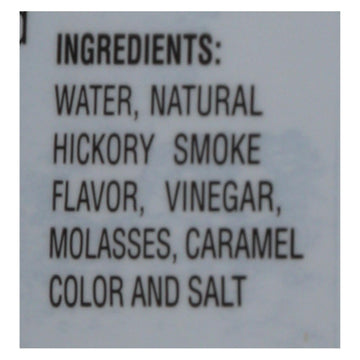 INGREDIENTS:
WATER, NATURAL
HICKORY SMOKE
FLAVOR, VINEGAR,
MOLASSES, CARAMEL
COLOR AND SALT